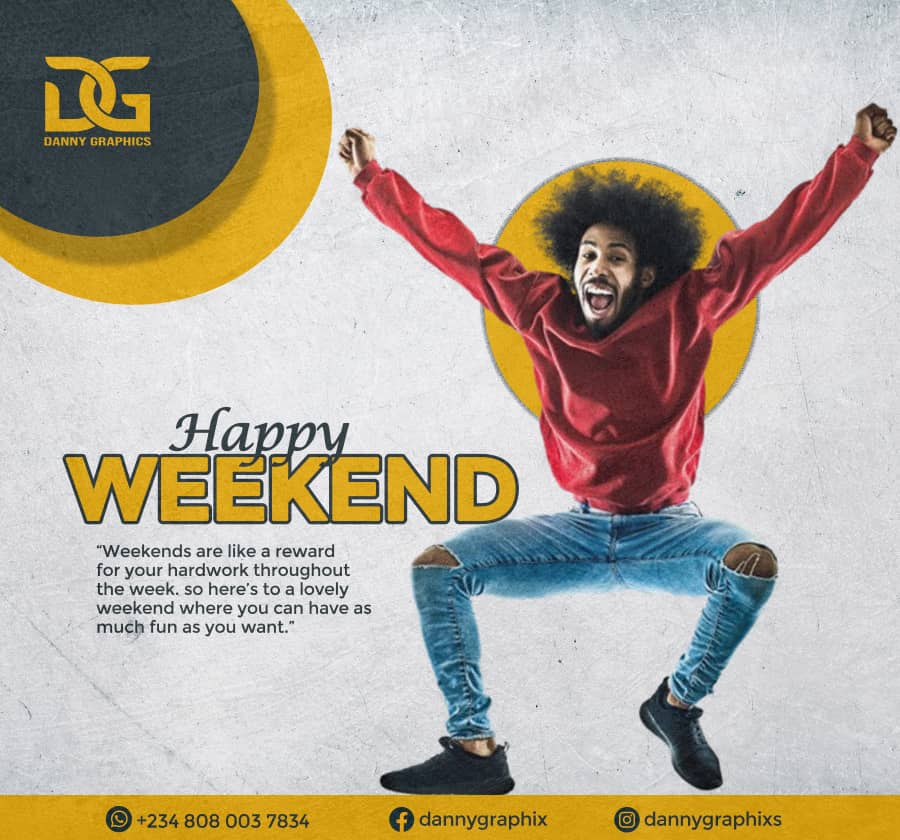 DG
DANNY GRAPHICS
Happy
WEEKEND
“Weekends are like a reward
for your hardwork throughout
the week. so here’s to a lovely
weekend where you can have as
much fun as you want.”
+234 808 003 7834
dannygraphix
dannygraphixs